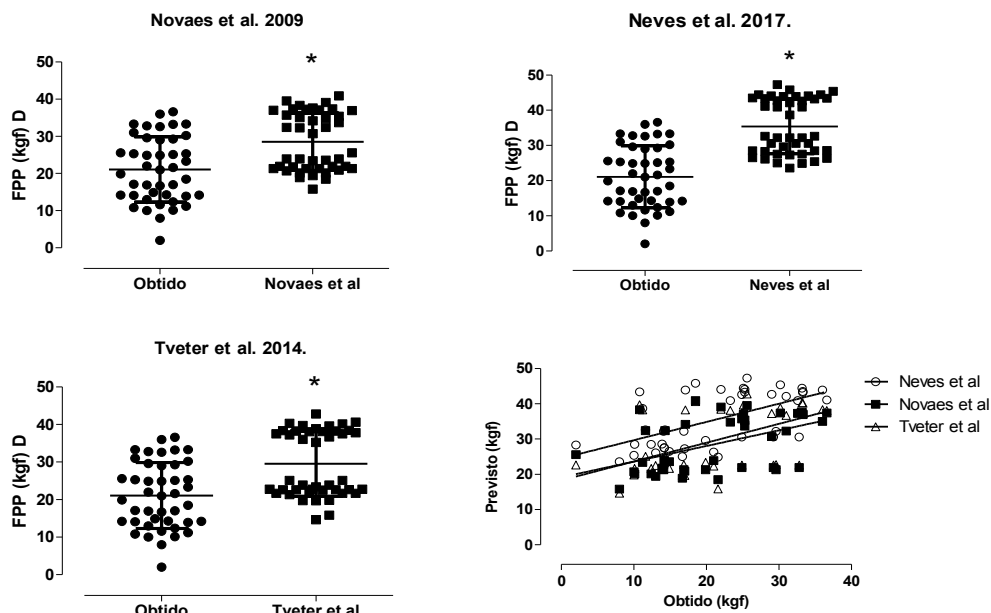 Novaes et al. 2009
FPP (kgf) D
50
40
30
20
10
0
*
Obtido
Novaes et al
Neves et al. 2017.
FPP (kgf) D
50
40
30
20
10
0
*
Obtido
Neves et al
Tveter et al. 2014.
FPP (kgf) D
50
40
30
20
10
0
*
Obtido
Tveter et al
Previsto (kgf)
50
40
30
20
10
0
0
10
20
30
40
Obtido (kgf)
Neves et al
Novaes et al
Tveter et al